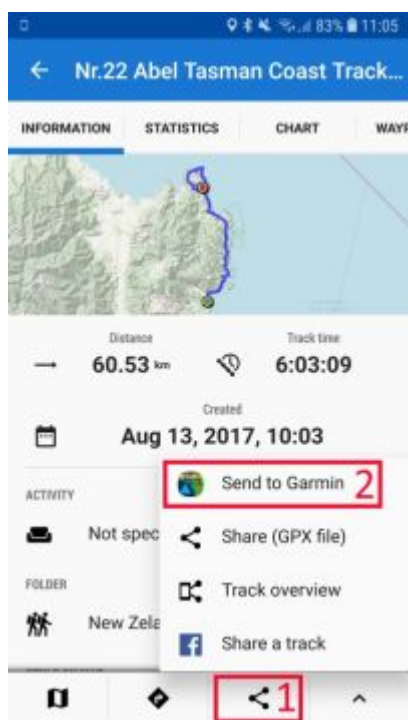 83% 11:05
Nr.22 Abel Tasman Coast Track...
INFORMATION STATISTICS CHART WAYP
Distance
60.53 km
Track time
6:03:09
Created
Aug 13, 2017, 10:03
ACTIVITY
Not spec
FOLDER
New Zela
Send to Garmin 2
Share (GPX file)
Track overview
Share a track
1